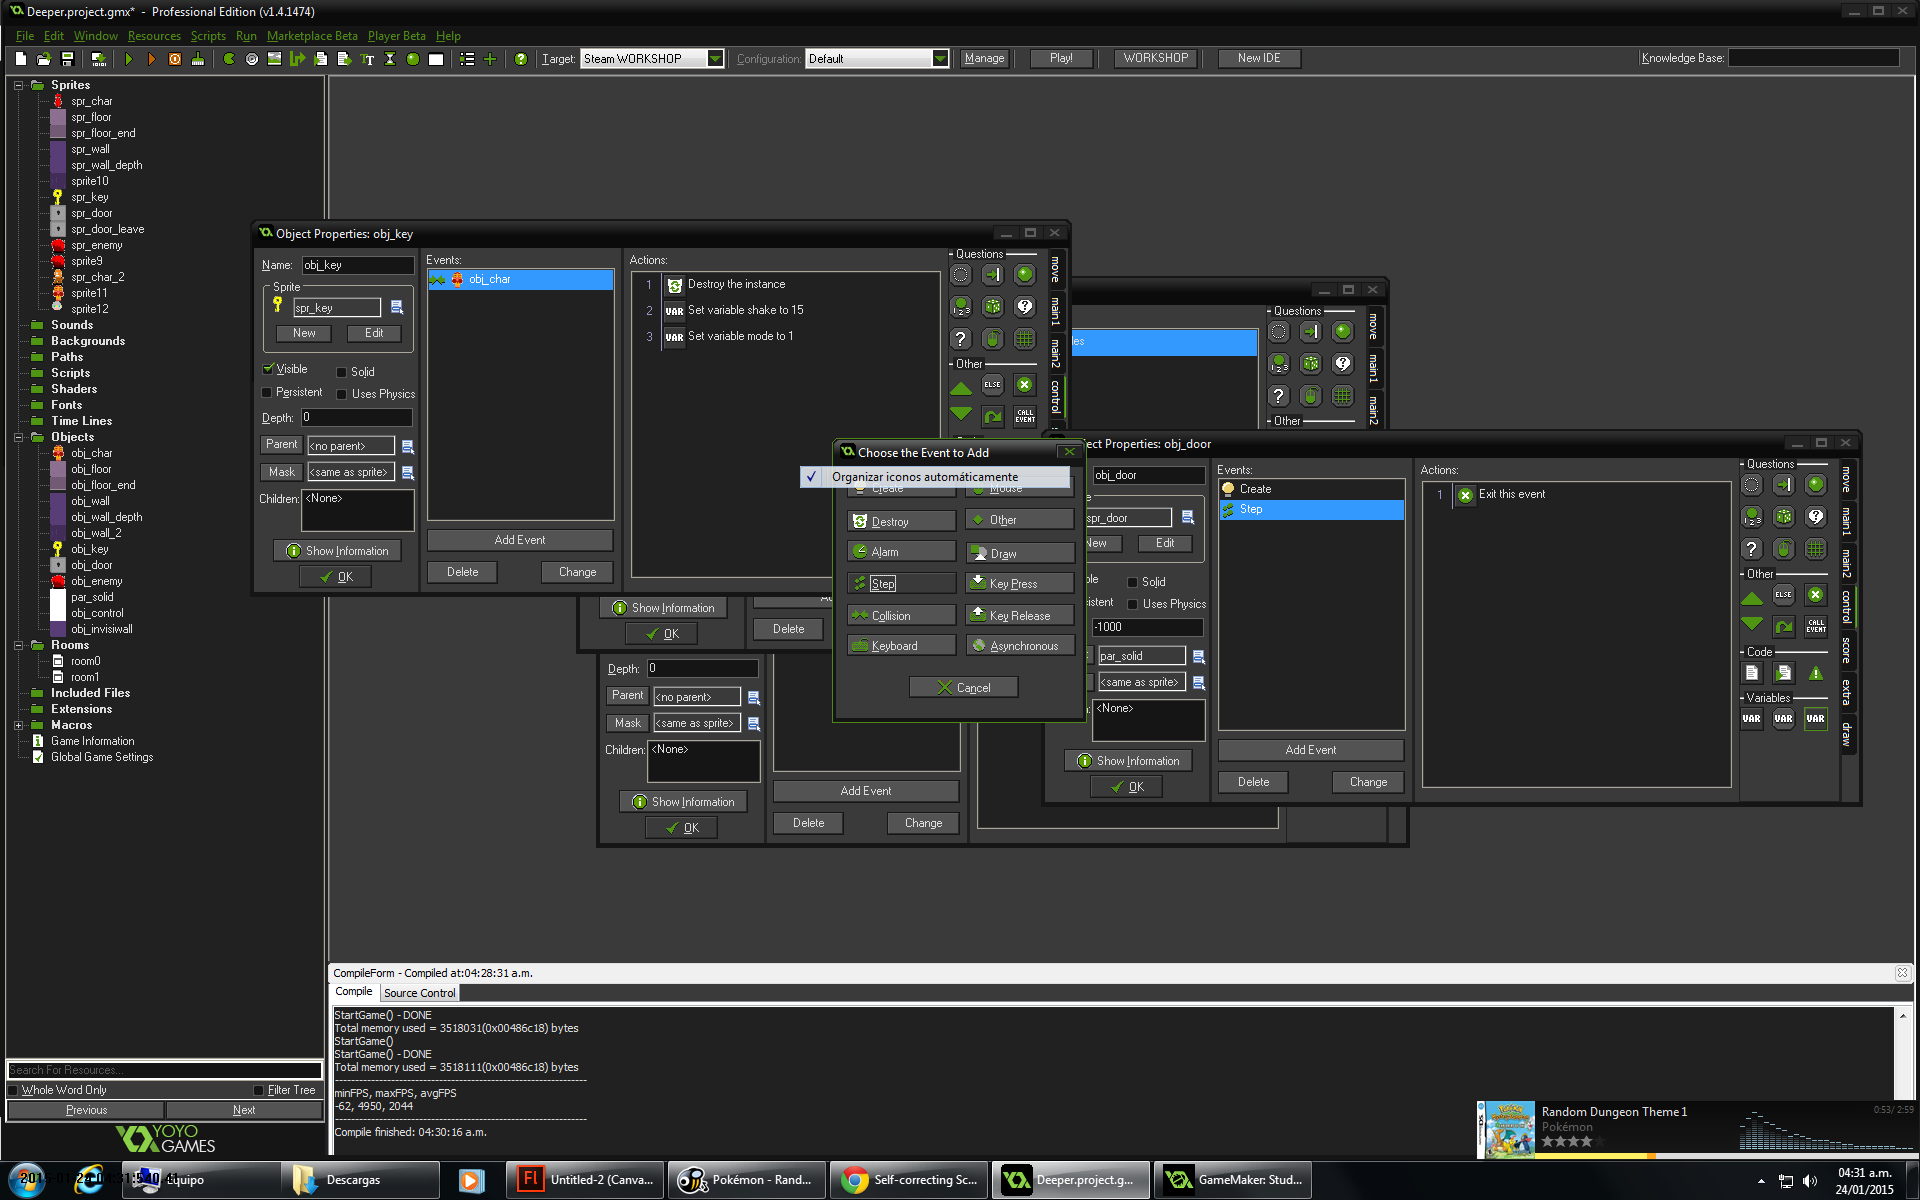 Deeper.project.gmx* - Professional Edition (v1.4.1474)
File Edit Window Resources Scripts Run Marketplace Beta Player Beta Help
Target: Steam WORKSHOP Configuration: Default Manage Play! WORKSHOP New IDE Knowledge Base:
Sprites
spr_char
spr_floor
spr_floor_end
spr_wall
spr_wall_depth
sprite10
spr_key
spr_door
spr_door_leave
spr_enemy
sprite9
spr_char_2
sprite11
sprite12
Sounds
Backgrounds
Paths
Scripts
Shaders
Fonts
Time Lines
Objects
obj_char
obj_floor
obj_floor_end
obj_wall
obj_wall_depth
obj_wall_2
obj_key
obj_door
obj_enemy
par_solid
obj_control
obj_invisiwall
Rooms
room0
room1
Included Files
Extensions
Macros
Game Information
Global Game Settings
Search For Resources...
Whole Word Only Filter Tree
Previous Next
YOYO GAMES
Object Properties: obj_key
Name: obj_key
Sprite
spr_key
New Edit
Visible Solid
Persistent Uses Physics
Depth: 0
Parent <no parent>
Mask <same as sprite>
Children: <None>
Show Information
OK
Events:
obj_char
Add Event
Delete Change
Actions:
1 Destroy the instance
2 VAR Set variable shake to 15
3 VAR Set variable mode to 1
Questions
Other
ELSE
CALL EVENT
move
main1
main2
control
Questions
Other
move
main1
main2
Show Information
OK
Delete
Depth: 0
Parent <no parent>
Mask <same as sprite>
Children: <None>
Show Information
OK
Add Event
Delete Change
Choose the Event to Add
Organizar iconos automáticamente
Create Mouse
Destroy Other
Alarm Draw
Step Key Press
Collision Key Release
Keyboard Asynchronous
Cancel
ject Properties: obj_door
obj_door
spr_door
New Edit
Solid
Uses Physics
-1000
par_solid
<same as sprite>
<None>
Show Information
OK
Events:
Create
Step
Add Event
Delete Change
Actions:
1 Exit this event
Questions
Other
ELSE
CALL EVENT
Code
Variables
VAR VAR VAR
move
main1
main2
control
score
extra
draw
CompileForm - Compiled at:04:28:31 a.m.
Compile Source Control
StartGame() - DONE
Total memory used = 3518031(0x00486c18) bytes
StartGame()
StartGame() - DONE
Total memory used = 3518111(0x00486c18) bytes
minFPS, maxFPS, avgFPS
-62, 4950, 2044
Compile finished: 04:30:16 a.m.
Random Dungeon Theme 1
Pokémon
0:53/ 2:59
Equipo
Descargas
Untitled-2 (Canva...
Pokémon - Rand...
Self-correcting Sc...
Deeper.project.g...
GameMaker: Stud...
04:31 a.m.
24/01/2015